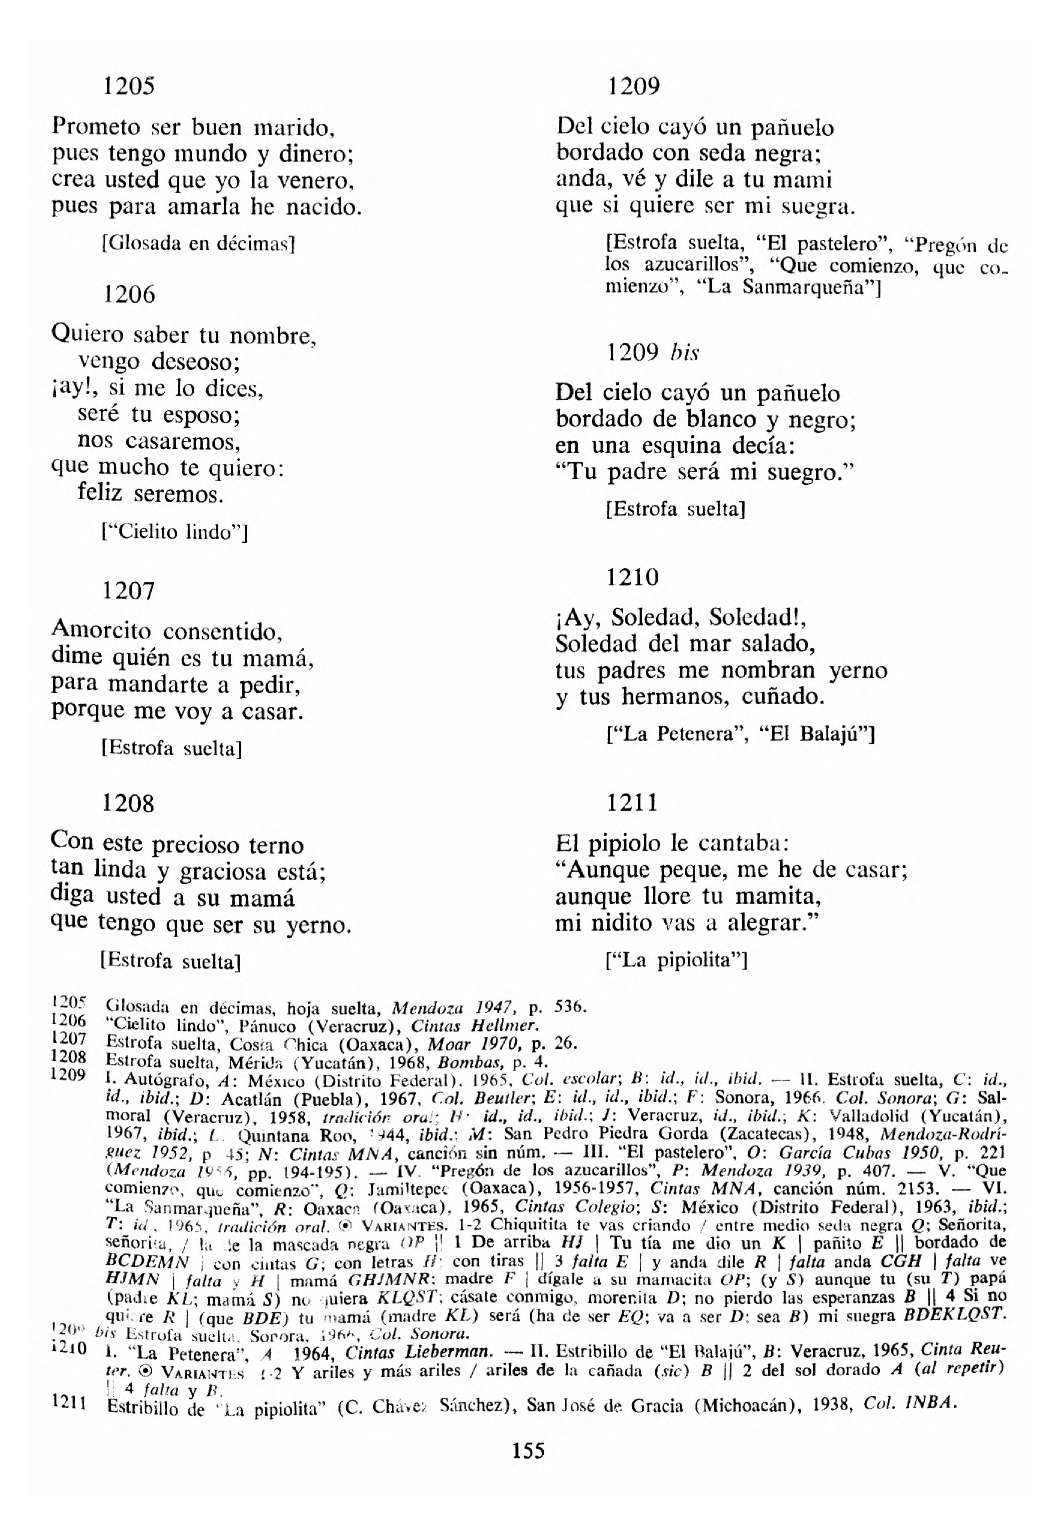 1205
Prometo ser buen marido,
pues tengo mundo y dinero;
crea usted que yo la venero,
pues para amarla he nacido.
[Glosada en décimas]
1206
Quiero saber tu nombre,
vengo deseoso;
¡ay!, si me lo dices,
seré tu esposo;
nos casaremos,
que mucho te quiero:
feliz seremos.
[“Cielito lindo”]
1207
Amorcito consentido,
dime quién es tu mamá,
para mandarte a pedir,
porque me voy a casar.
[Estrofa suelta]
1208
Con este precioso terno
tan linda y graciosa está;
diga usted a su mamá
que tengo que ser su yerno.
[Estrofa suelta]
1209
Del cielo cayó un pañuelo
bordado con seda negra;
anda, vé y dile a tu mami
que si quiere ser mi suegra.
[Estrofa suelta, “El pastelero”, “Pregón de
los azucarillos”, “Que comienzo, que co-
mienzo”, “La Sanmarqueña”]
1209 bis
Del cielo cayó un pañuelo
bordado de blanco y negro;
en una esquina decía:
“Tu padre será mi suegro.”
[Estrofa suelta]
1210
¡Ay, Soledad, Soledad!,
Soledad del mar salado,
tus padres me nombran yerno
y tus hermanos, cuñado.
[“La Petenera”, “El Balajú”]
1211
El pipiolo le cantaba:
“Aunque peque, me he de casar;
aunque llore tu mamita,
mi nidito vas a alegrar.”
[“La pipiolita”]
1205 Glosada en décimas, hoja suelta, Mendoza 1947, p. 536.
1206 “Cielito lindo”, Pánuco (Veracruz), Cintas Hellmer.
1207 Estrofa suelta, Costa Chica (Oaxaca), Moar 1970, p. 26.
1208 Estrofa suelta, Mérida (Yucatán), 1968, Bombas, p. 4.
1209 I. Autógrafo, A: México (Distrito Federal), 1965, Col. escolar; B: id., id., ibid. — II. Estrofa suelta, C: id.,
id., ibid.; D: Acatlán (Puebla), 1967, Col. Beutler; E: id., id., ibid.; F: Sonora, 1966, Col. Sonora; G: Sal-
moral (Veracruz), 1958, tradición oral; H: id., id., ibid.; J: Veracruz, id., ibid.; K: Valladolid (Yucatán),
1967, ibid.; L: Quintana Roo, 1944, ibid.; M: San Pedro Piedra Gorda (Zacatecas), 1948, Mendoza-Rodrí-
guez 1952, p. 45; N: Cintas MNA, canción sin núm. — III. “El pastelero”, O: García Cubas 1950, p. 221
(Mendoza 1956, pp. 194-195). — IV. “Pregón de los azucarillos”, P: Mendoza 1939, p. 407. — V. “Que
comienzo, que comienzo”, Q: Jamiltepec (Oaxaca), 1956-1957, Cintas MNA, canción núm. 2153. — VI.
“La Sanmarqueña”, R: Oaxaca (Oaxaca), 1965, Cintas Colegio; S: México (Distrito Federal), 1963, ibid.;
T: id., 1965, tradición oral. ⦿ VARIANTES. 1-2 Chiquitita te vas criando / entre medio seda negra Q; Señorita,
señorita, / la de la mascada negra OP || 1 De arriba HJ | Tu tía me dio un K | pañito E || bordado de
BCDEMN | con cintas G; con letras H; con tiras || 3 falta E | y anda dile R | falta anda CGH | falta ve
HJMN | falta y H | mamá GHJMNR; madre F | dígale a su mamacita OP; (y S) aunque tu (su T) papá
(padre KL; mamá S) no quiera KLQST; cásate conmigo, morenita D; no pierdo las esperanzas B || 4 Si no
quiere R | (que BDE) tu mamá (madre KL) será (ha de ser EQ; va a ser D; sea B) mi suegra BDEKLQST.
1209 bis Estrofa suelta, Sonora, 1966, Col. Sonora.
1210 I. “La Petenera”, A 1964, Cintas Lieberman. — II. Estribillo de “El Balajú”, B: Veracruz, 1965, Cinta Reu-
ter. ⦿ VARIANTES 1-2 Y ariles y más ariles / ariles de la cañada (sic) B || 2 del sol dorado A (al repetir)
|| 4 falta y B.
1211 Estribillo de “La pipiolita” (C. Chávez Sánchez), San José de Gracia (Michoacán), 1938, Col. INBA.
155